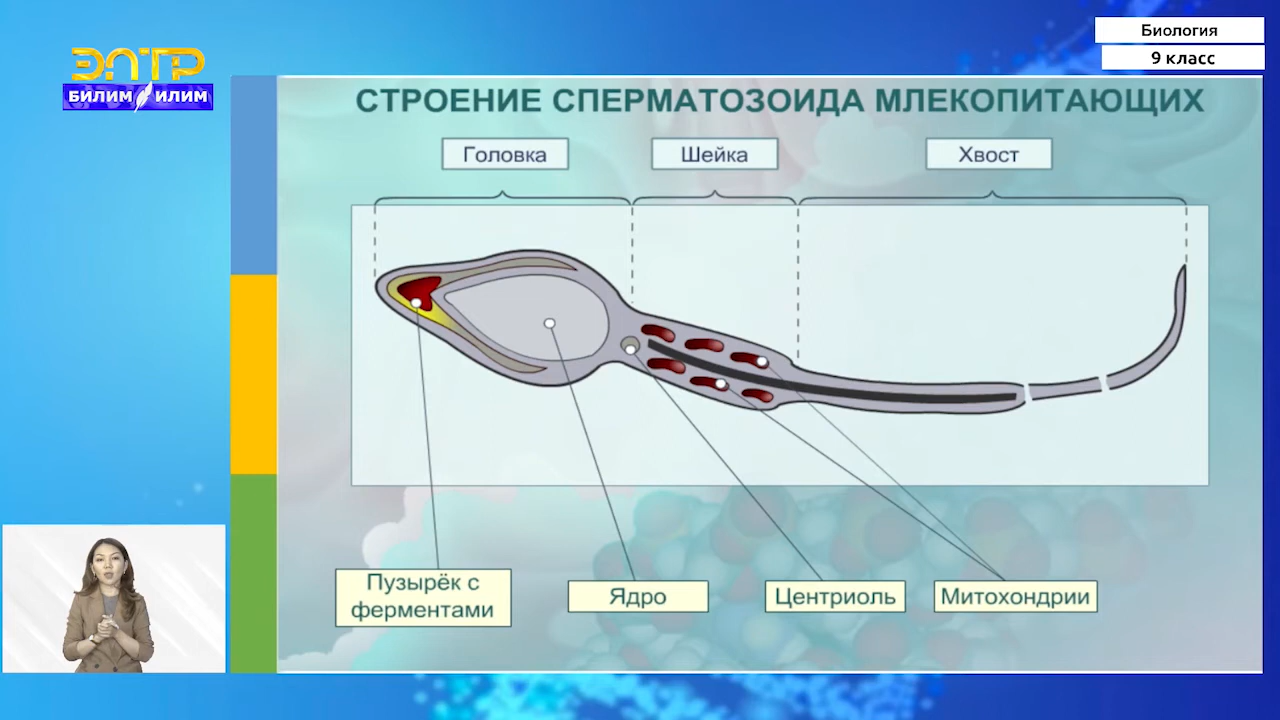 Биология
9 класс
ЭЛТР
БИЛИМ ИЛИМ
СТРОЕНИЕ СПЕРМАТОЗОИДА МЛЕКОПИТАЮЩИХ
Головка
Шейка
Хвост
Пузырёк с
ферментами
Ядро
Центриоль
Митохондрии